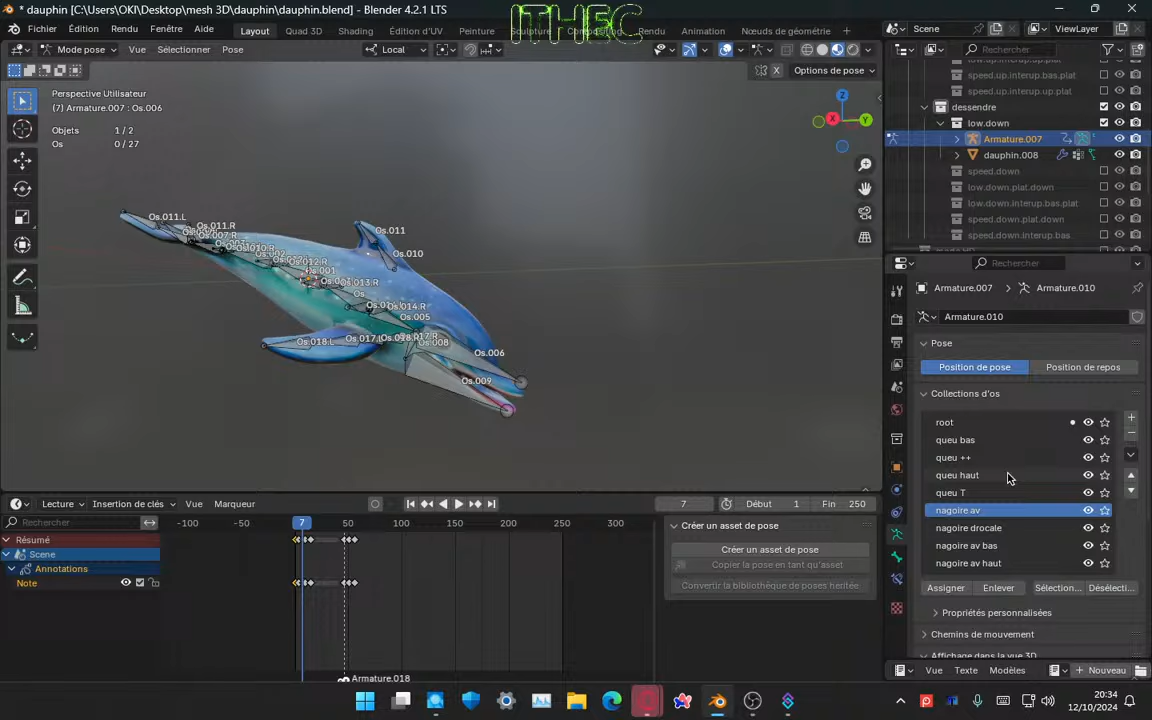 * dauphin [C:\Users\OKI\Desktop\mesh 3D\dauphin\dauphin.blend] - Blender 4.2.1 LTS
ITHEC
Fichier Édition Rendu Fenêtre Aide Layout Quad 3D Shading Édition d'UV Peinture Sculpture Rendu Animation Nœuds de géométrie Scene ViewLayer
Mode pose Vue Sélectionner Pose Local Rechercher
X Options de pose
Perspective Utilisateur
(7) Armature.007 : Os.006
Objets 1 / 2
Os 0 / 27
Z
X
Y
speed.up.interup.bas.plat
speed.up.interup.up.plat
dessendre
low.down
Armature.007
dauphin.008
speed.down
low.down.plat.down
low.down.interup.bas.plat
speed.down.plat.down
speed.down.interup.bas
Os.011.L
Os.011.R
Os.011
Os.010
Os.005
Os.018.L
Os.008
Os.006
Os.009
Rechercher
Armature.007 > Armature.010
Armature.010
Pose
Position de pose Position de repos
Collections d'os
root
queu bas
queu ++
queu haut
queu T
nagoire av
nagoire drocale
nagoire av bas
nagoire av haut
Assigner Enlever Sélection... Désélecti...
Propriétés personnalisées
Chemins de mouvement
Affichage dans la vue 3D
Vue Texte Modèles Nouveau
Lecture Insertion de clés Vue Marqueur 7 Début 1 Fin 250
Rechercher -100 7 50 100 150 200 250 300
Résumé
Scene
Annotations
Note
Armature.018
Créer un asset de pose
Créer un asset de pose
Copier la pose en tant qu'asset
Convertir la bibliothèque de poses héritée
20:34
12/10/2024